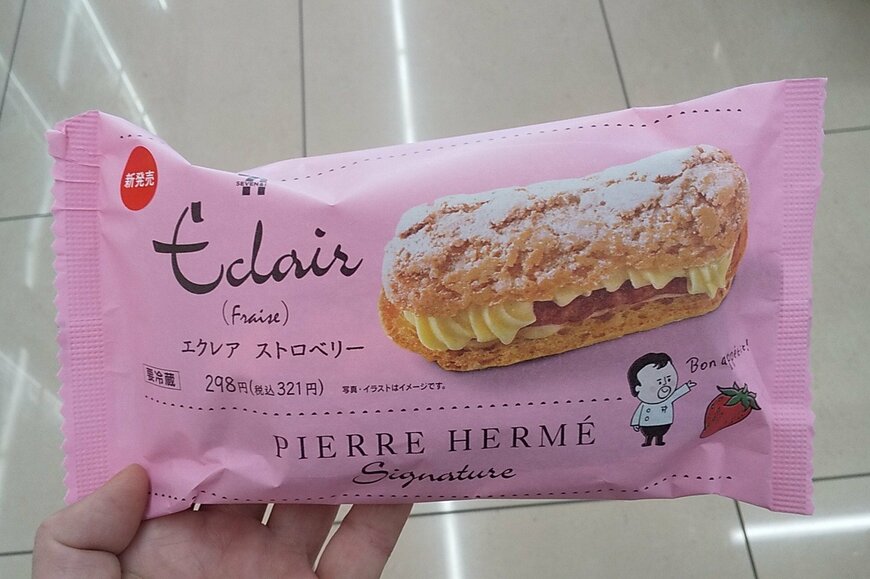 新発売
SEVEN&i
Éclair
(Fraise)
エクレア ストロベリー
要冷蔵
298円(税込321円)
写真・イラストはイメージです。
Bon appétit!
PIERRE HERMÉ
Signature